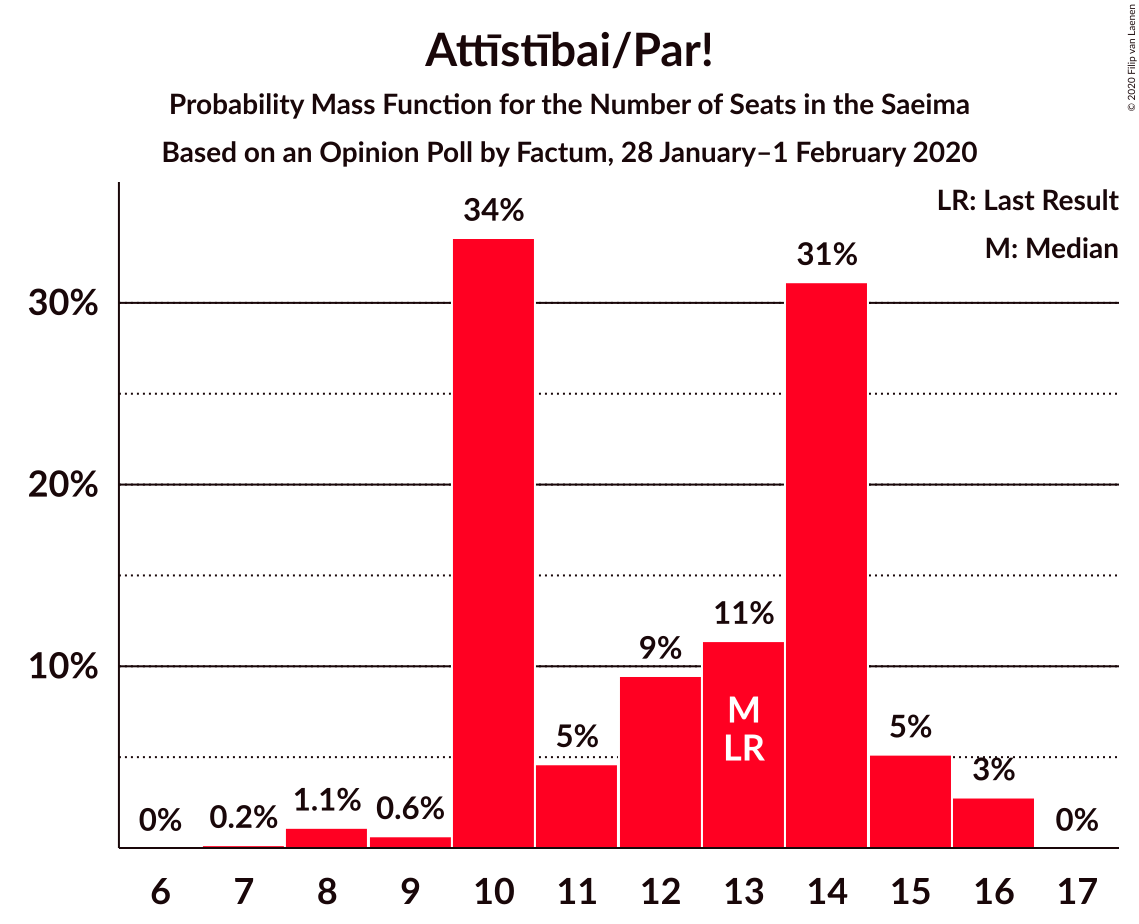 Attīstībai/Par!
Probability Mass Function for the Number of Seats in the Saeima
Based on an Opinion Poll by Factum, 28 January–1 February 2020
© 2020 Filip van Laenen
LR: Last Result
M: Median
34%
31%
30%
20%
11%
9%
10%
M
LR
5%
5%
3%
1.1%
0.6%
0.2%
0%
0%
6 7 8 9 10 11 12 13 14 15 16 17